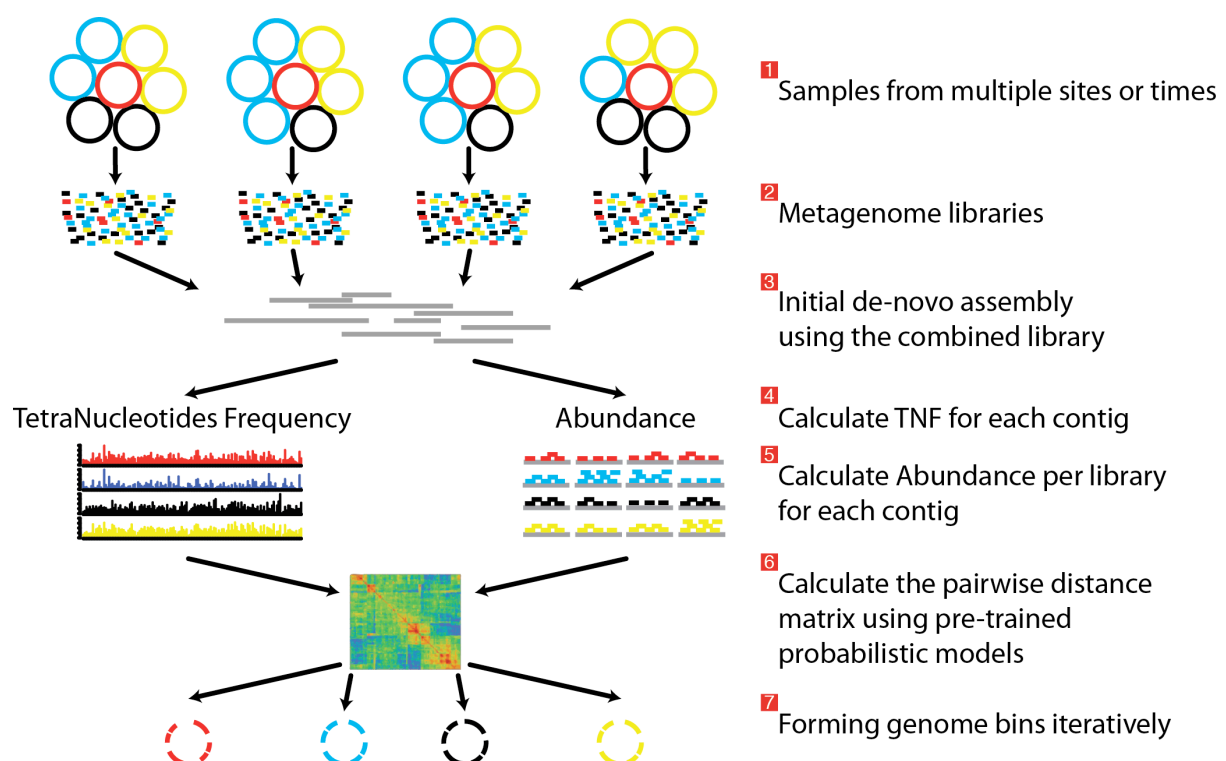 1
Samples from multiple sites or times
2
Metagenome libraries
3
Initial de-novo assembly
using the combined library
TetraNucleotides Frequency
Abundance
4
Calculate TNF for each contig
5
Calculate Abundance per library
for each contig
6
Calculate the pairwise distance
matrix using pre-trained
probabilistic models
7
Forming genome bins iteratively